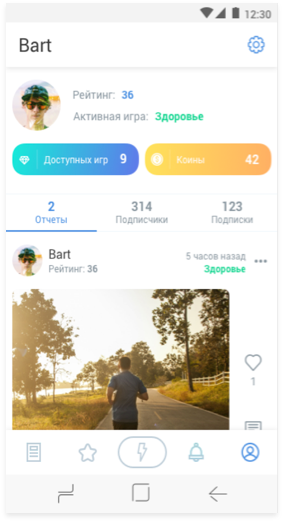 12:30
Bart
Рейтинг: 36
Активная игра: Здоровье
Доступных игр 9
Коины 42
2 314 123
Отчеты Подписчики Подписки
Bart 5 часов назад
Рейтинг: 36 Здоровье
1